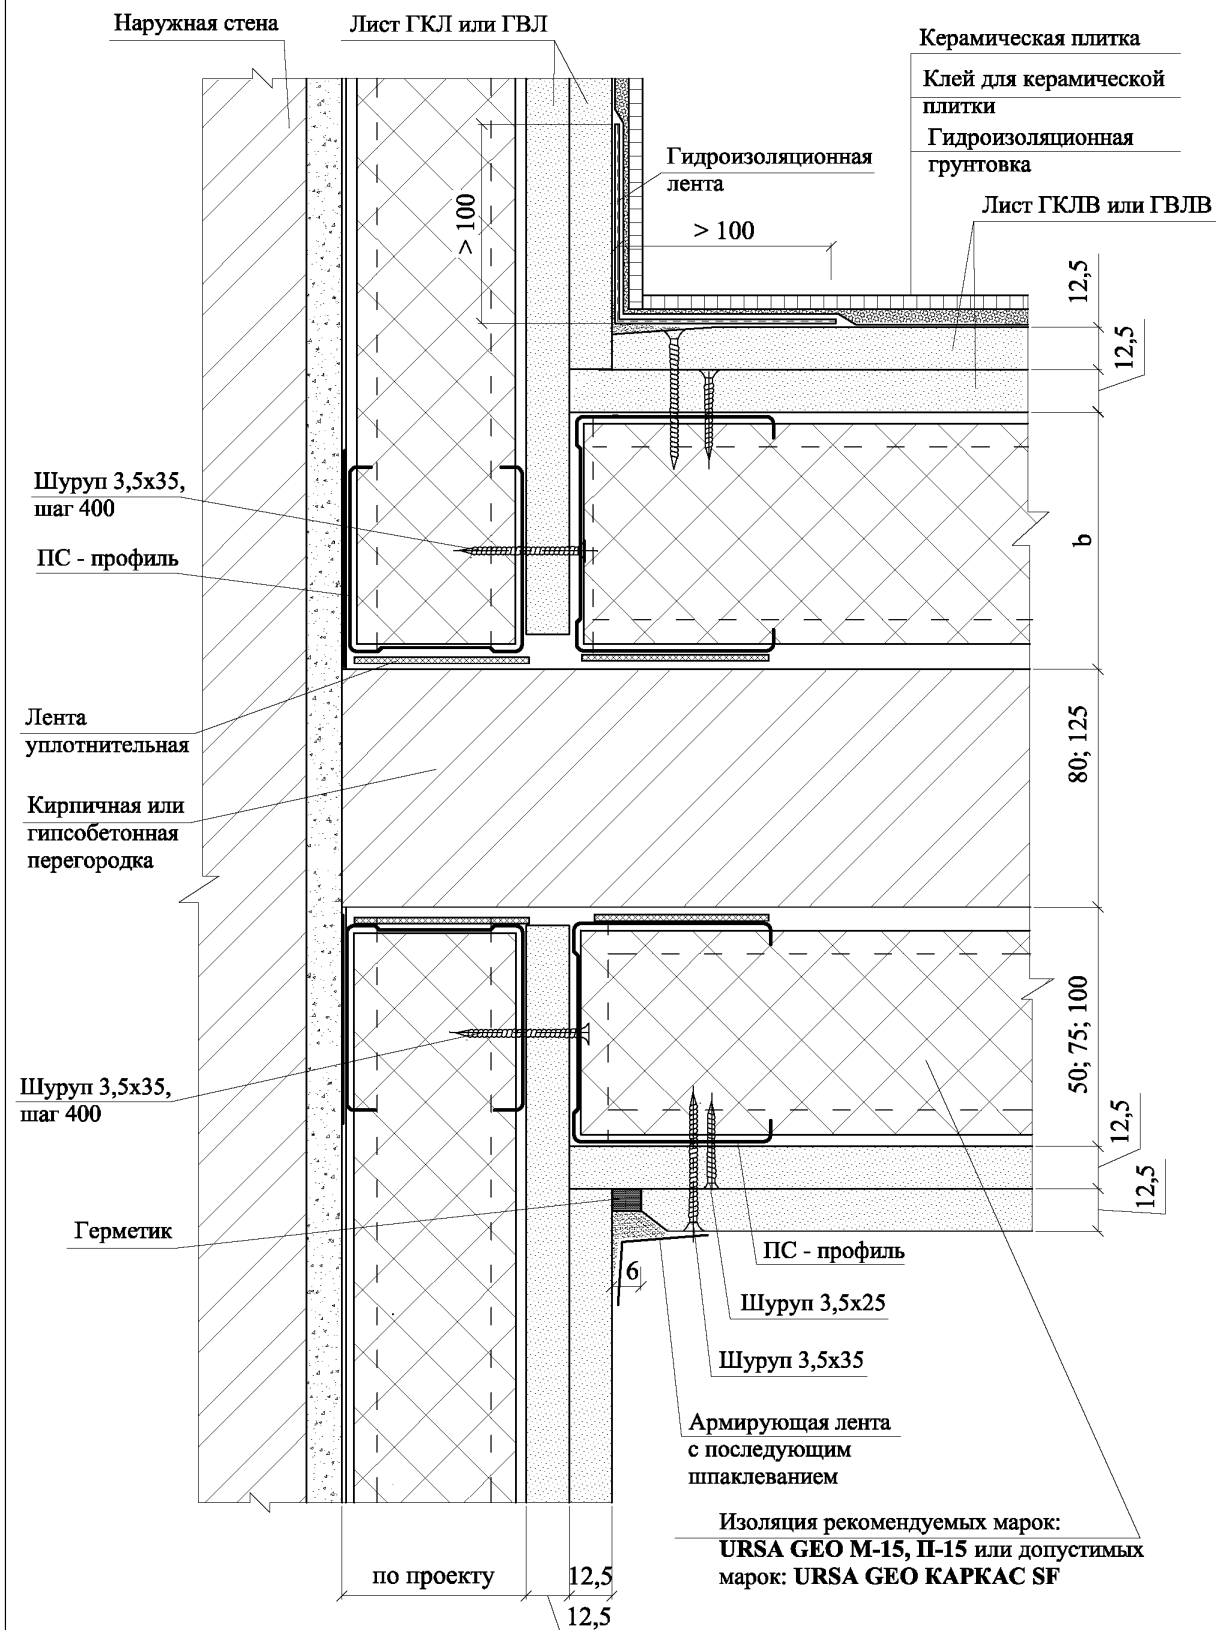 Наружная стена
Лист ГКЛ или ГВЛ
Керамическая плитка
Клей для керамической
плитки
Гидроизоляционная
грунтовка
Гидроизоляционная
лента
Лист ГКЛВ или ГВЛВ
> 100
> 100
12,5
12,5
Шуруп 3,5х35,
шаг 400
ПС - профиль
b
Лента
уплотнительная
80; 125
Кирпичная или
гипсобетонная
перегородка
50; 75; 100
Шуруп 3,5х35,
шаг 400
12,5
12,5
Герметик
ПС - профиль
6
Шуруп 3,5х25
Шуруп 3,5х35
Армирующая лента
с последующим
шпаклеванием
Изоляция рекомендуемых марок:
URSA GEO М-15, П-15 или допустимых
марок: URSA GEO КАРКАС SF
по проекту
12,5
12,5